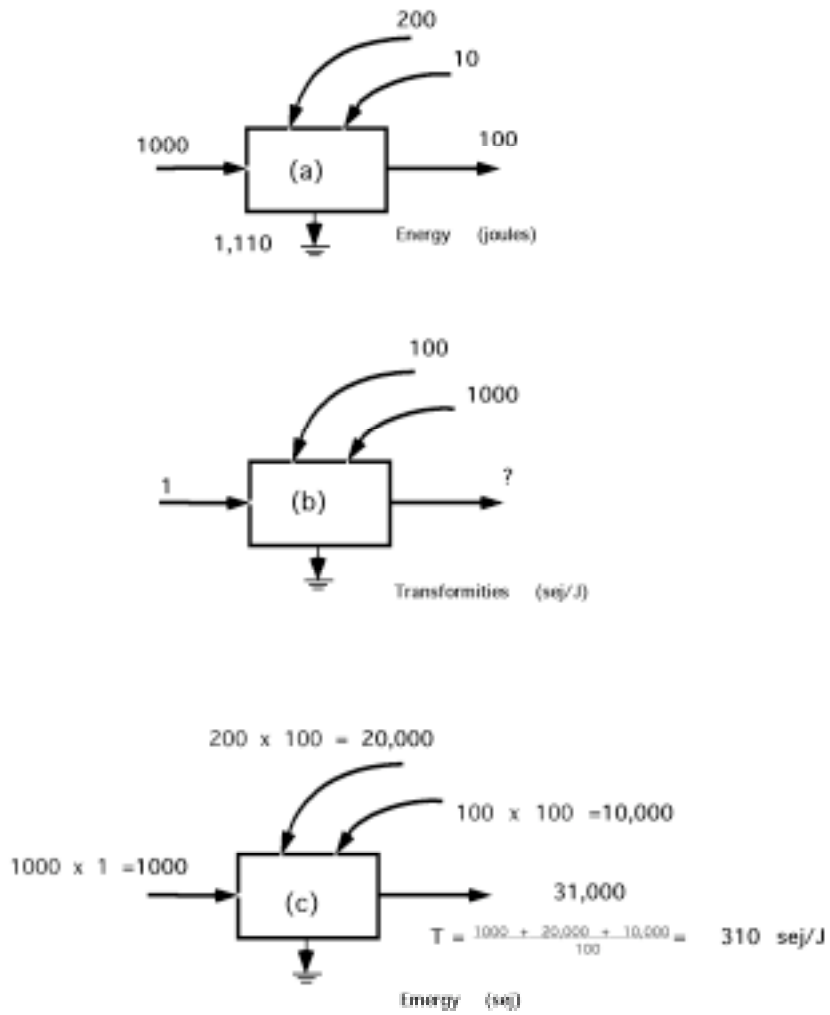 200
10
1000
(a)
100
1,110
Energy (joules)
100
1000
1
(b)
?
Transformities (sej/J)
200 x 100 = 20,000
100 x 100 =10,000
1000 x 1 =1000
(c)
31,000
T = 1000 + 20,000 + 10,000 = 310 sej/J
100
Emergy (sej)